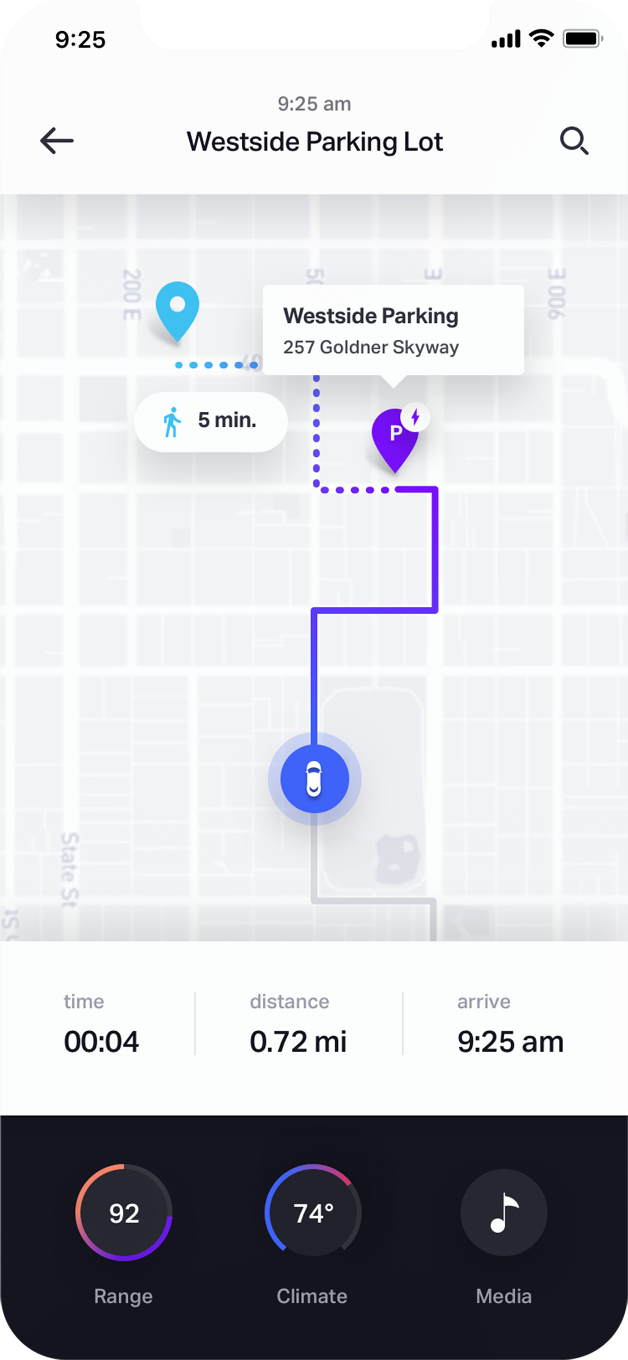 9:25
9:25 am
Westside Parking Lot
200 E
E
900 E
Westside Parking
257 Goldner Skyway
5 min.
P
State St
time
00:04
distance
0.72 mi
arrive
9:25 am
92
74°
Range
Climate
Media